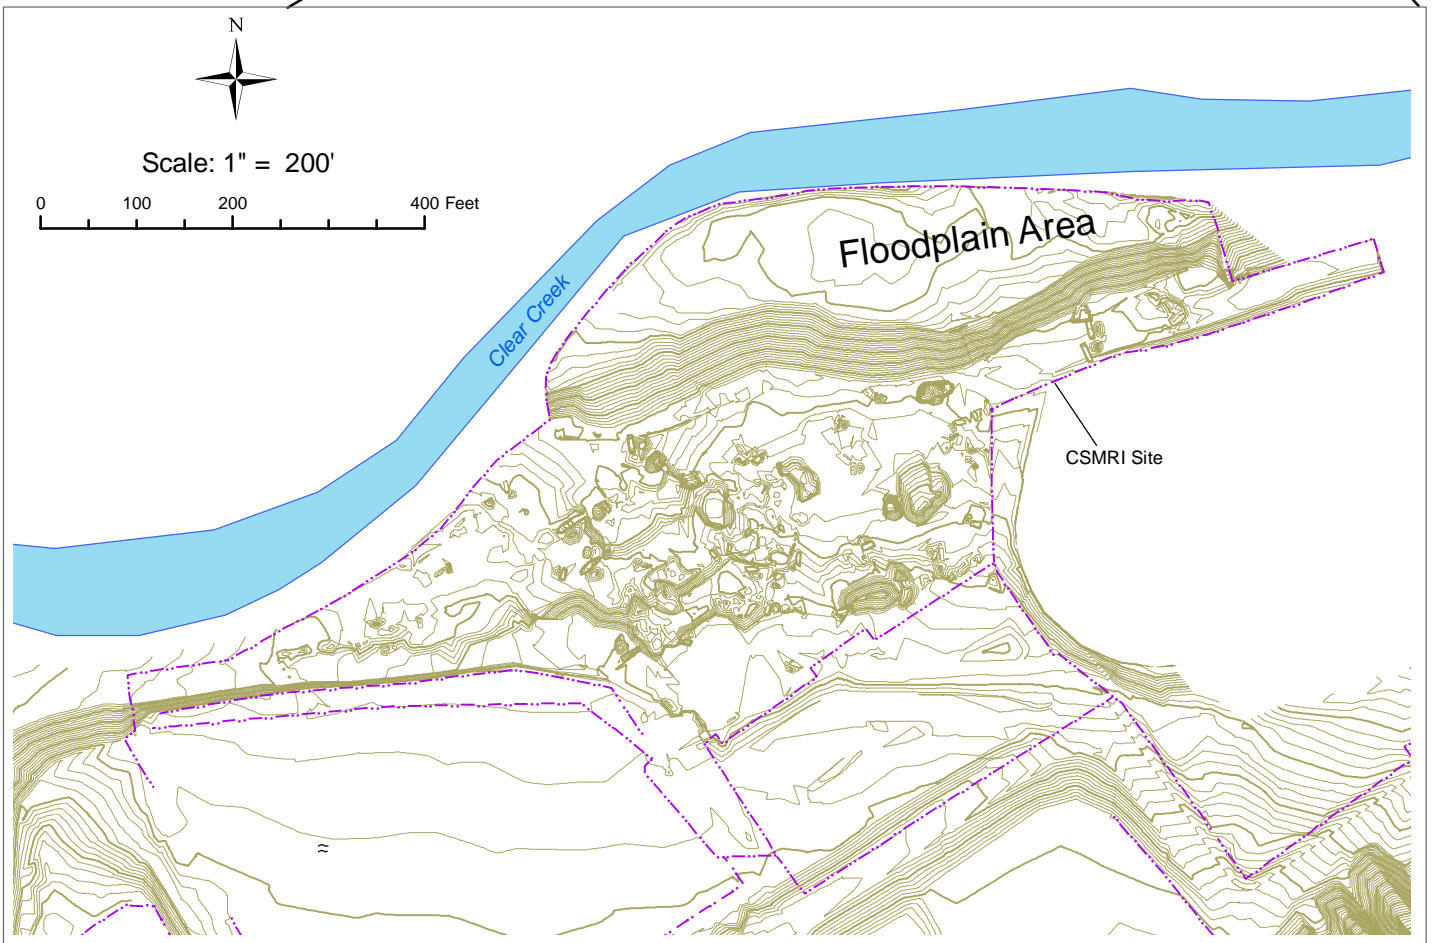 N
Scale: 1" = 200'
0 100 200 400 Feet
Floodplain Area
Clear Creek
CSMRI Site
≈